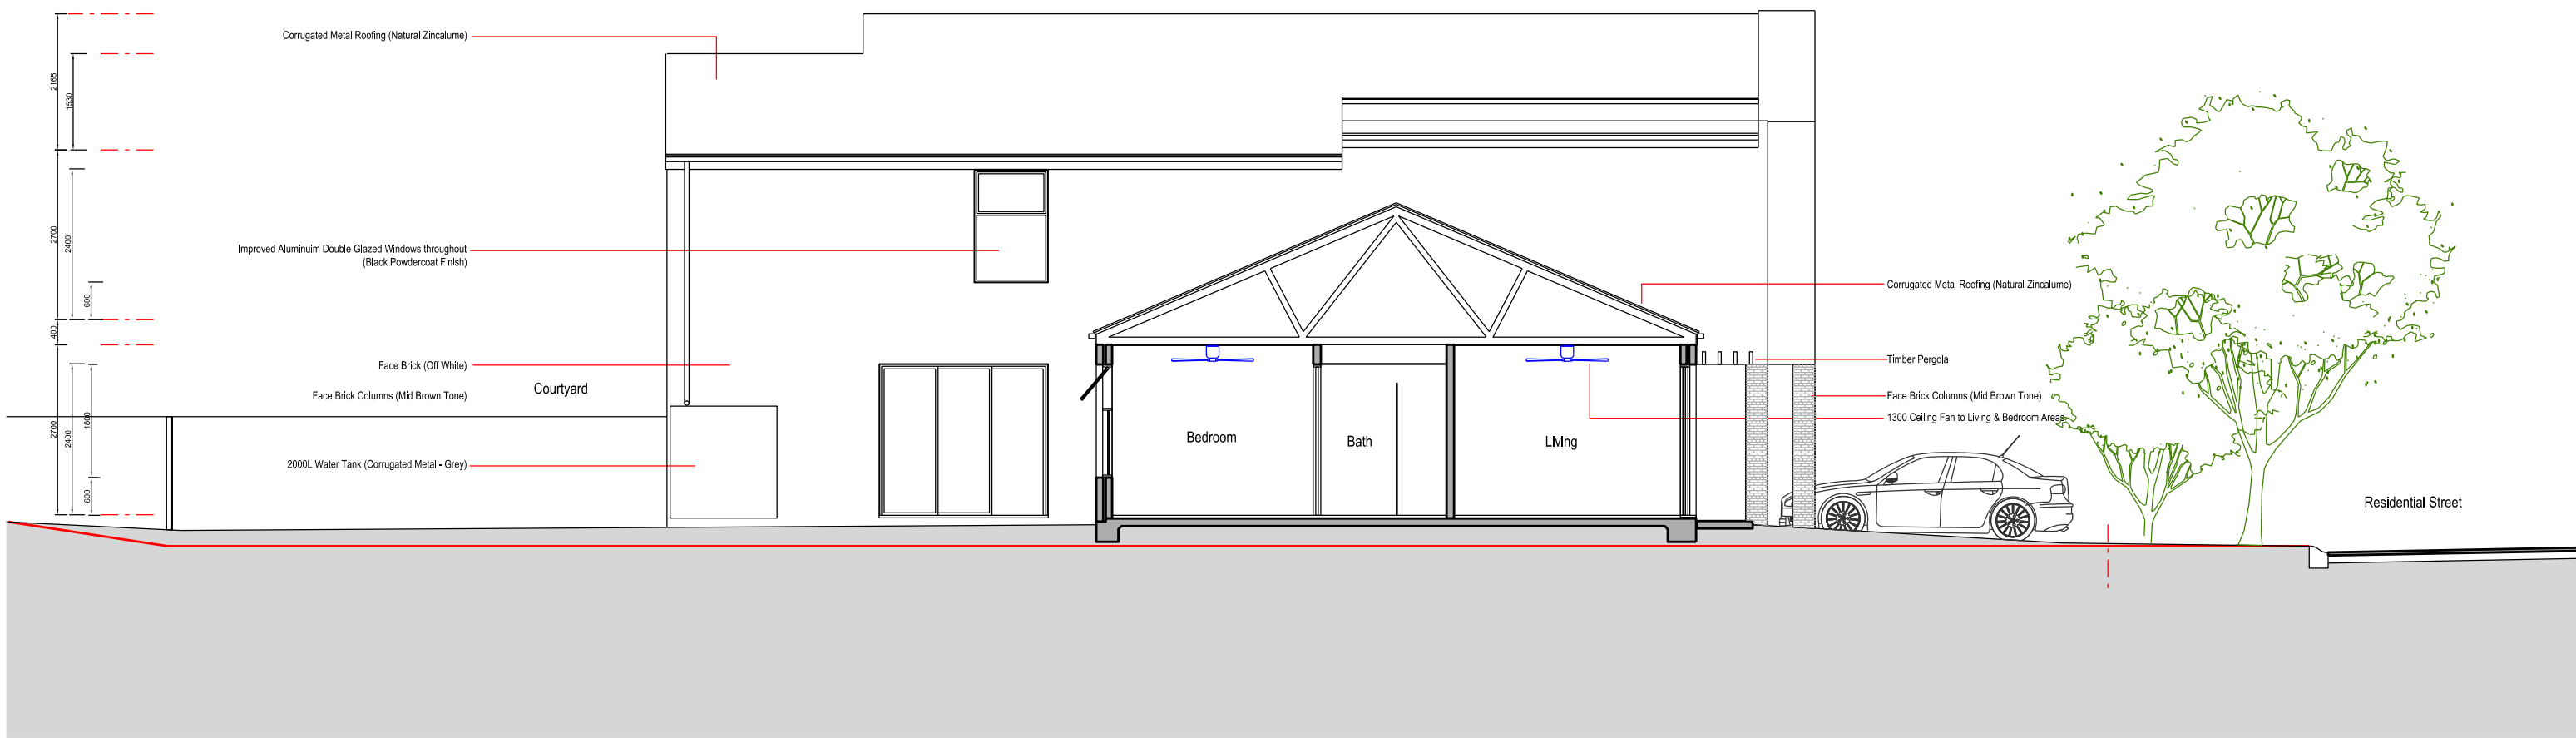 Corrugated Metal Roofing (Natural Zincalume)
2165
1530
2700
2400
600
Improved Aluminuim Double Glazed Windows throughout
(Black Powdercoat Finish)
Corrugated Metal Roofing (Natural Zincalume)
400
Timber Pergola
Face Brick (Off White)
Courtyard
Face Brick Columns (Mid Brown Tone)
Face Brick Columns (Mid Brown Tone)
1300 Ceiling Fan to Living & Bedroom Areas
2700
2400
1800
Bedroom
Bath
Living
2000L Water Tank (Corrugated Metal - Grey)
600
Residential Street